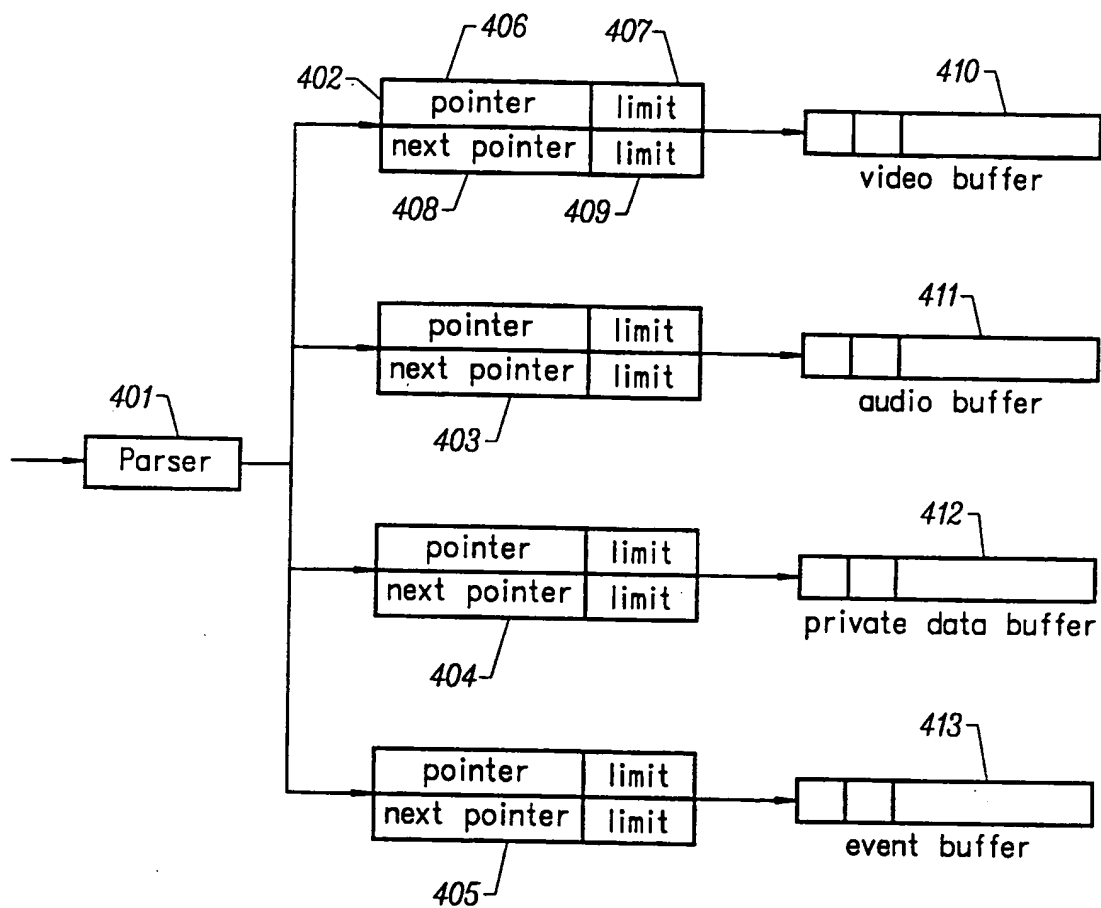 406
407
402
410
pointer limit
next pointer limit
video buffer
408
409
411
pointer limit
next pointer limit
audio buffer
401
403
Parser
412
pointer limit
next pointer limit
private data buffer
404
413
pointer limit
next pointer limit
event buffer
405